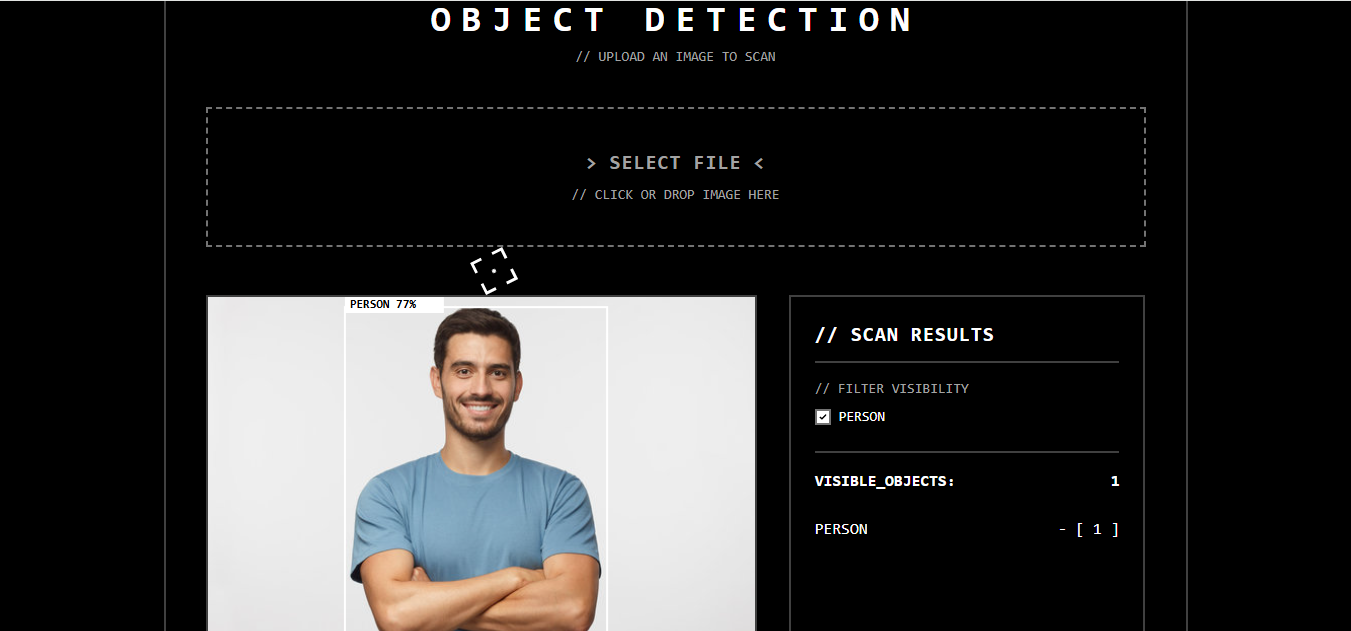 OBJECT DETECTION
// UPLOAD AN IMAGE TO SCAN
> SELECT FILE <
// CLICK OR DROP IMAGE HERE
PERSON 77%
// SCAN RESULTS
// FILTER VISIBILITY
PERSON
VISIBLE_OBJECTS: 1
PERSON - [ 1 ]